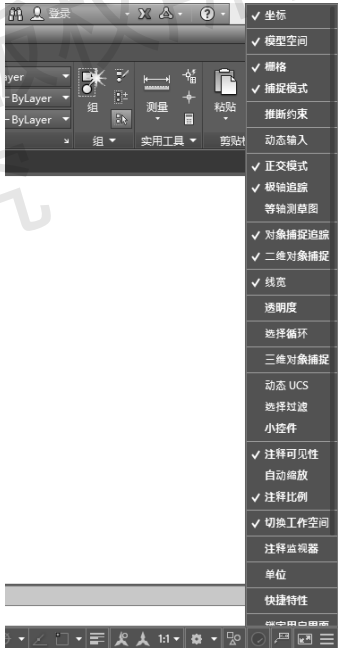 登录
ayer
ByLayer
ByLayer
组
测量
粘贴
组
实用工具
剪贴
坐标
模型空间
栅格
捕捉模式
推断约束
动态输入
正交模式
极轴追踪
等轴测草图
对象捕捉追踪
二维对象捕捉
线宽
透明度
选择循环
三维对象捕捉
动态 UCS
选择过滤
小控件
注释可见性
自动缩放
注释比例
切换工作空间
注释监视器
单位
快捷特性
锁定用户界面
1:1